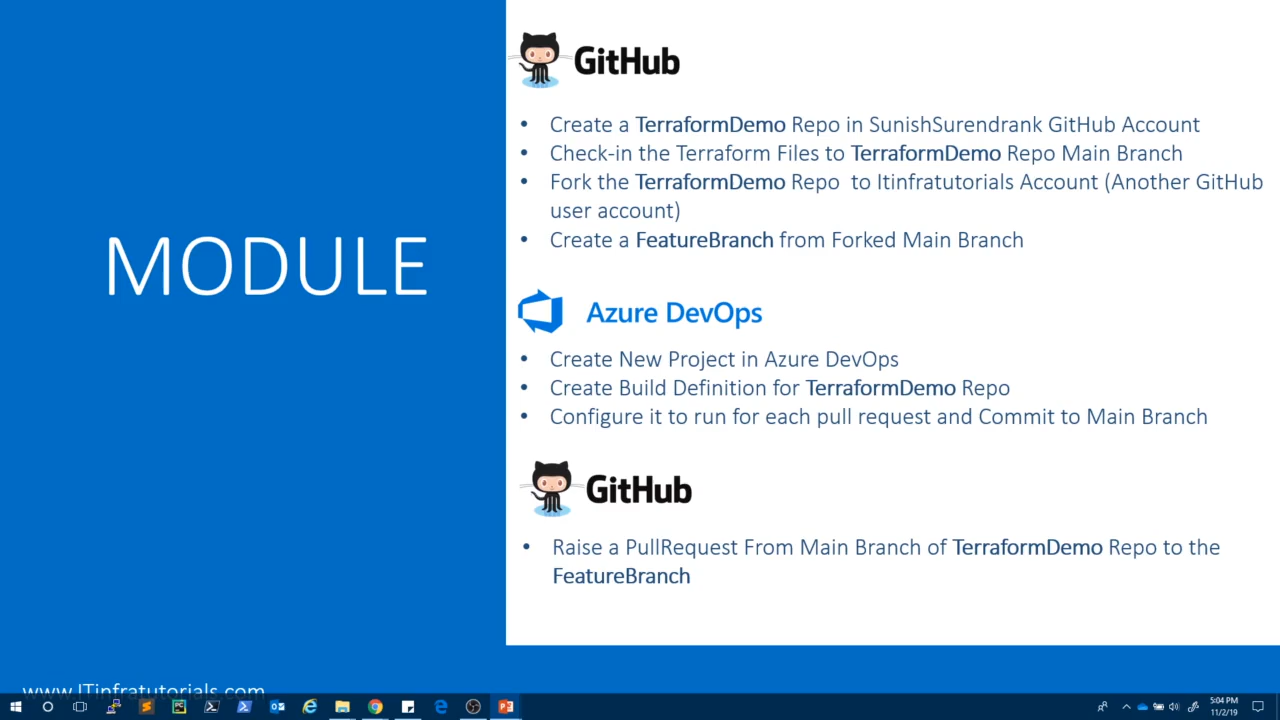 GitHub
• Create a TerraformDemo Repo in SunishSurendrank GitHub Account
• Check-in the Terraform Files to TerraformDemo Repo Main Branch
• Fork the TerraformDemo Repo to Itinfratutorials Account (Another GitHub
user account)
• Create a FeatureBranch from Forked Main Branch
MODULE
Azure DevOps
• Create New Project in Azure DevOps
• Create Build Definition for TerraformDemo Repo
• Configure it to run for each pull request and Commit to Main Branch
GitHub
• Raise a PullRequest From Main Branch of TerraformDemo Repo to the
FeatureBranch
www.ITinfratutorials.com
5:04 PM
11/2/19